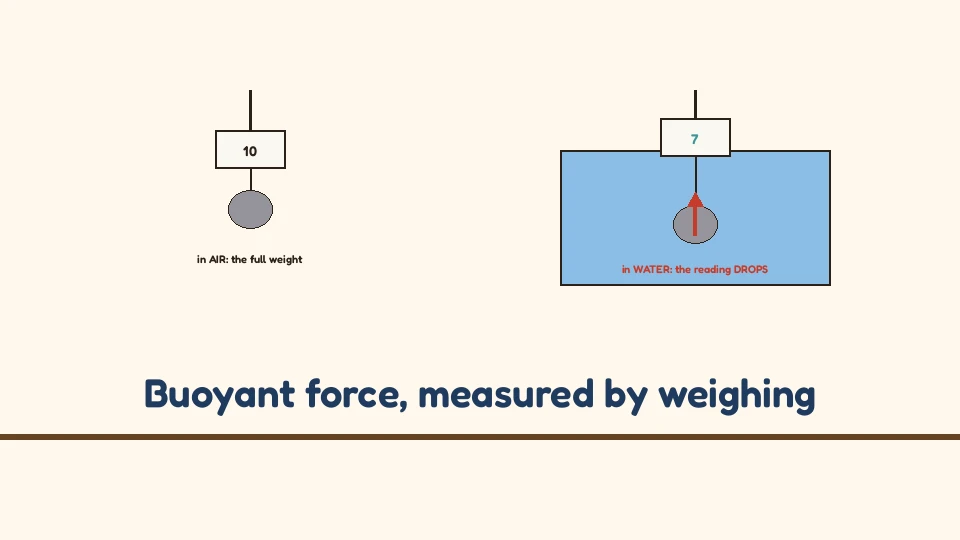 10
in AIR: the full weight
7
in WATER: the reading DROPS
Buoyant force, measured by weighing